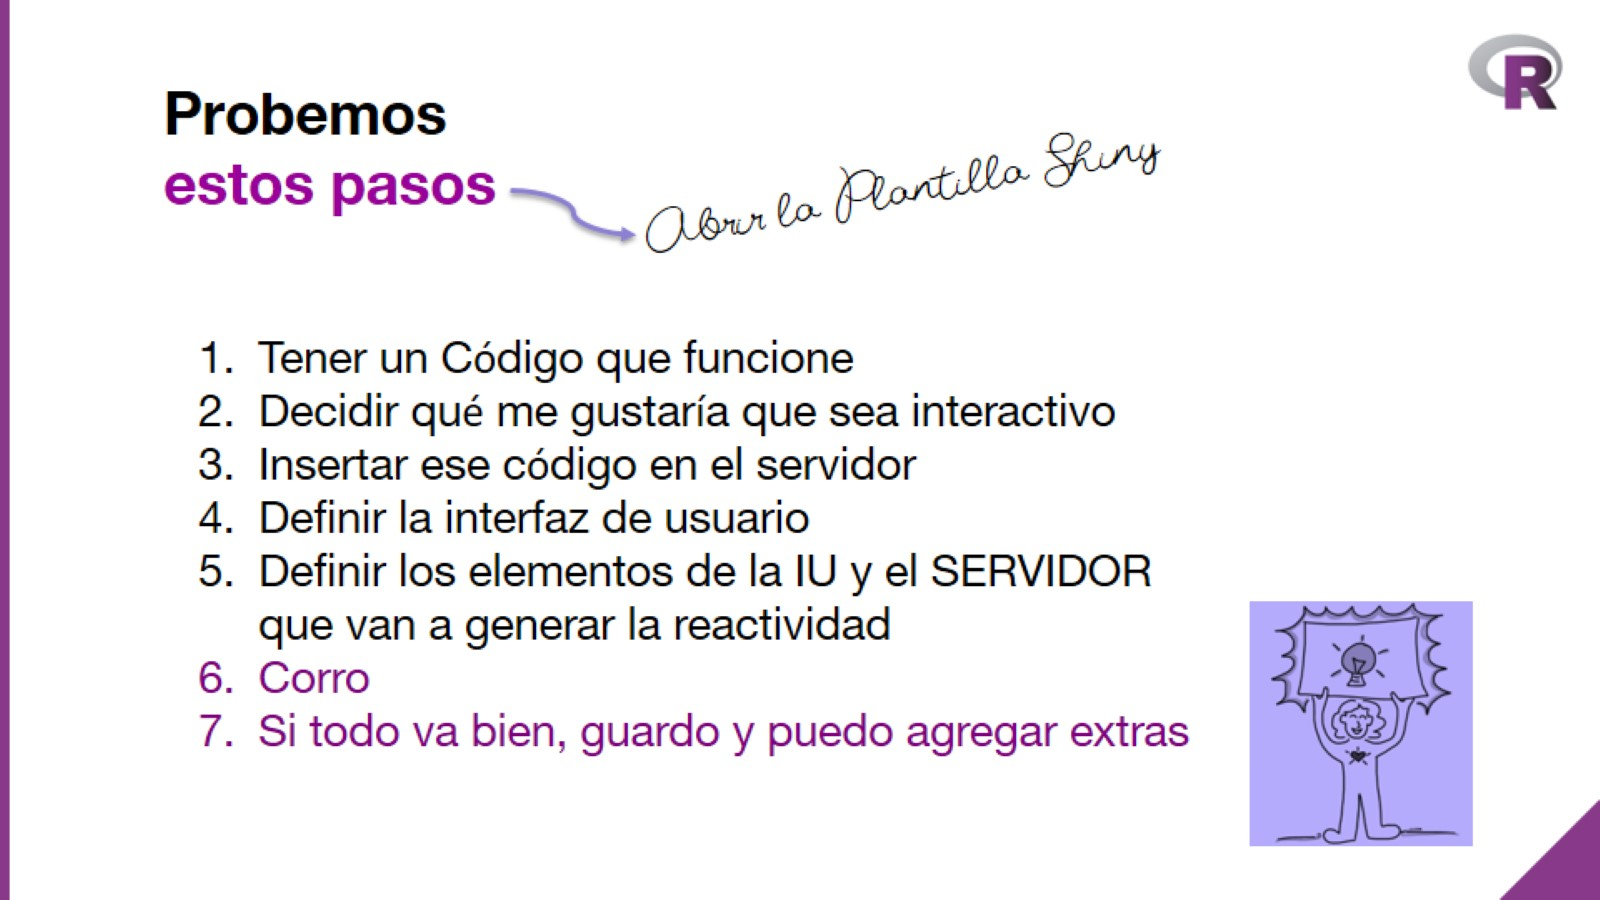 Probemos
estos pasos
Abrir la Plantilla Shiny
R
1. Tener un Código que funcione
2. Decidir qué me gustaría que sea interactivo
3. Insertar ese código en el servidor
4. Definir la interfaz de usuario
5. Definir los elementos de la IU y el SERVIDOR
que van a generar la reactividad
6. Corro
7. Si todo va bien, guardo y puedo agregar extras